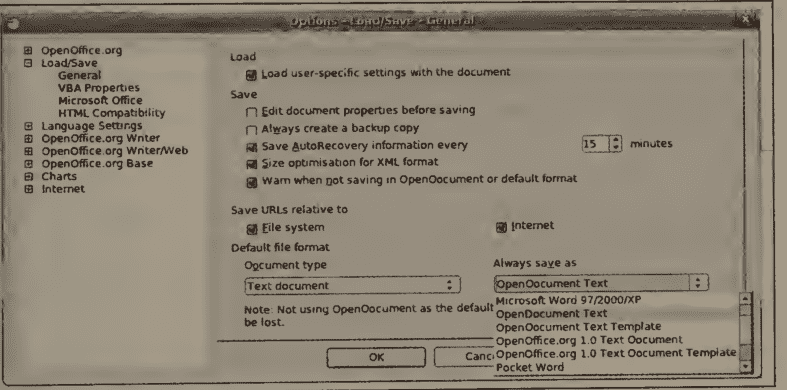 Options - Load/Save - General
OpenOffice.org
Load/Save
General
VBA Properties
Microsoft Office
HTML Compatibility
Language Settings
OpenOffice.org Writer
OpenOffice.org Writer/Web
OpenOffice.org Base
Charts
Internet
Load
Load user-specific settings with the document
Save
Edit document properties before saving
Always create a backup copy
Save AutoRecovery information every 15 minutes
Size optimisation for XML format
Warn when not saving in OpenDocument or default format
Save URLs relative to
File system Internet
Default file format
Document type Always save as
Text document OpenDocument Text
Note: Not using OpenDocument as the default
be lost.
Microsoft Word 97/2000/XP
OpenDocument Text
OpenDocument Text Template
OpenOffice.org 1.0 Text Document
OpenOffice.org 1.0 Text Document Template
Pocket Word
OK Canc